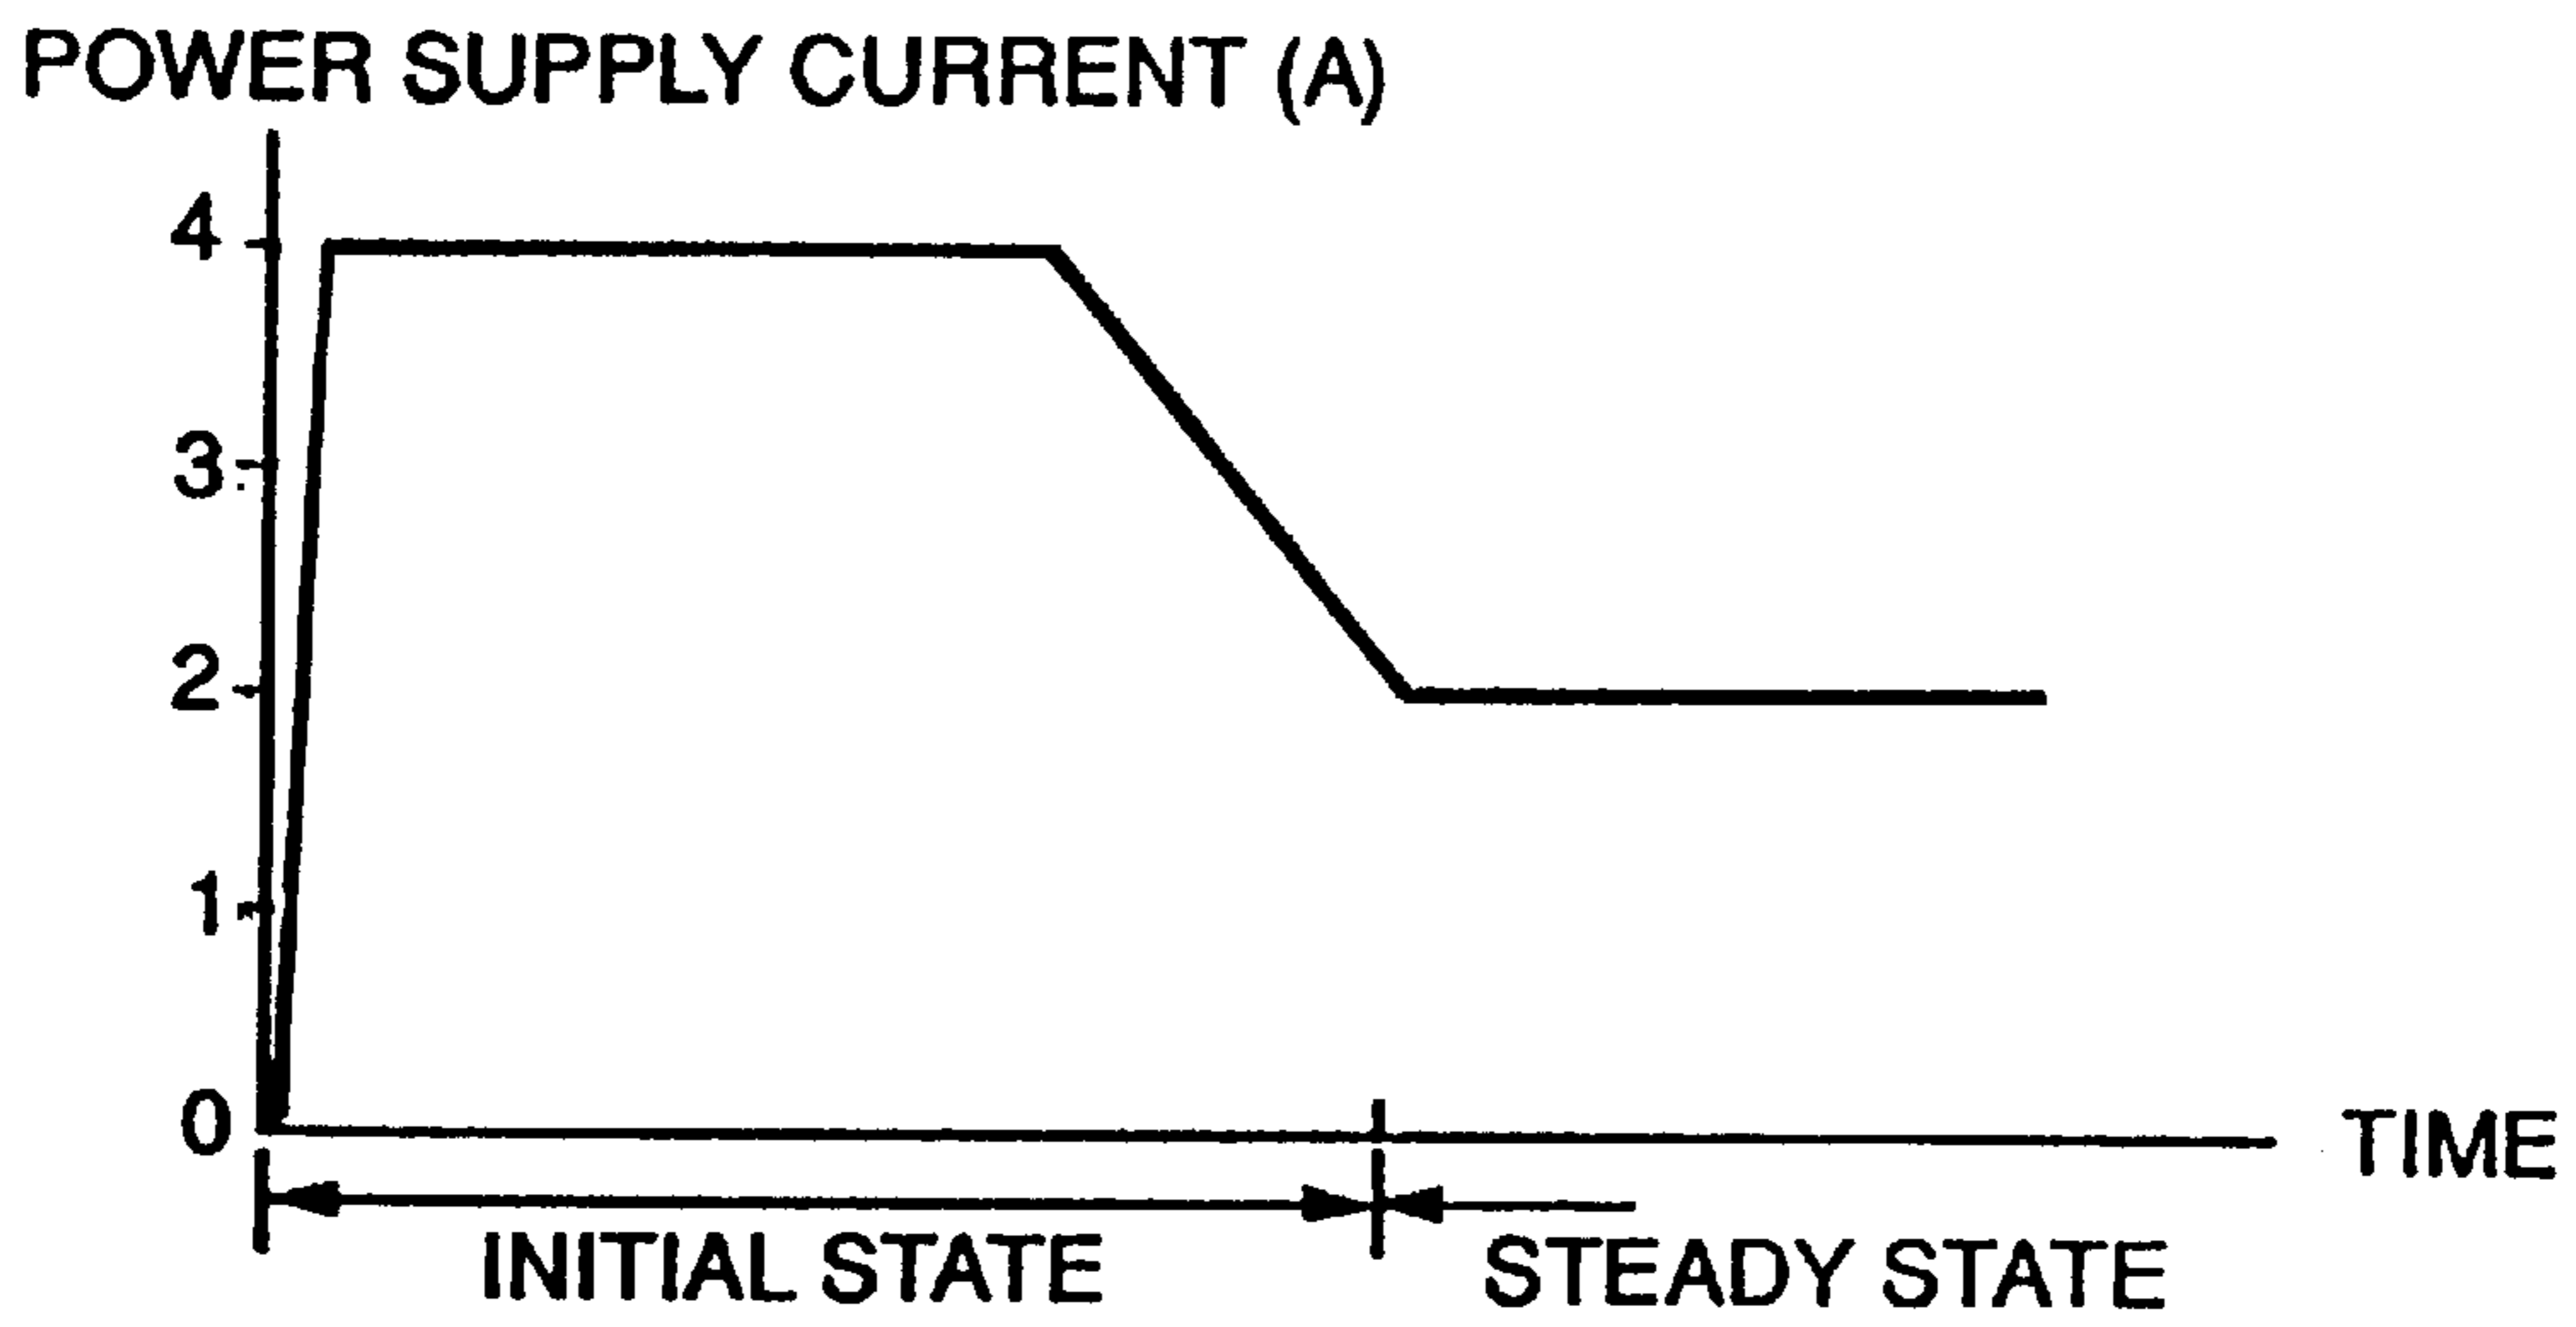 POWER SUPPLY CURRENT (A)
4
3
2
1
0
TIME
INITIAL STATE
STEADY STATE